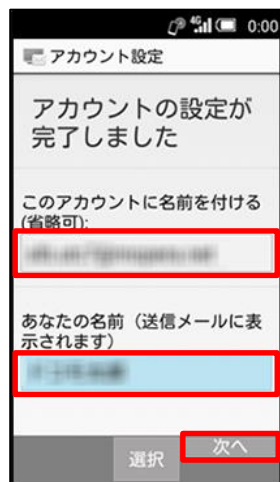 4G 0:00
アカウント設定
アカウントの設定が
完了しました
このアカウントに名前を付ける
(省略可):
あなたの名前（送信メールに表
示されます）
選択 次へ